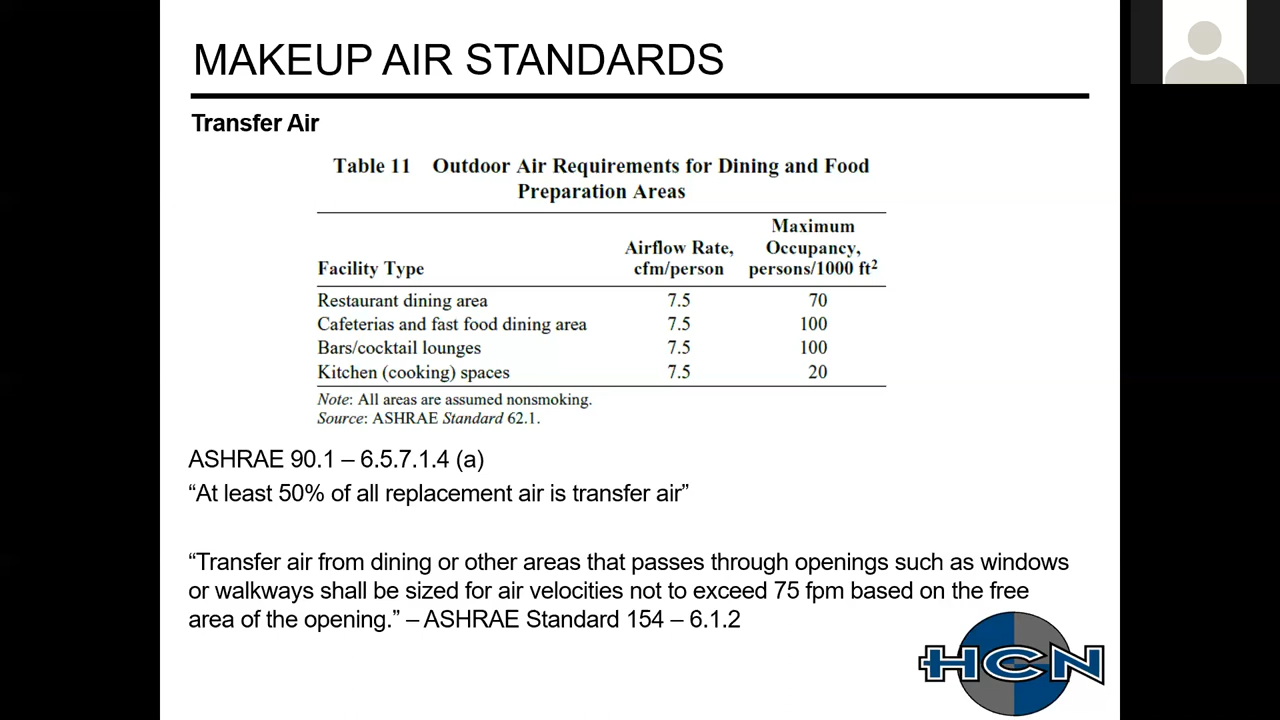 MAKEUP AIR STANDARDS
Transfer Air
Table 11 Outdoor Air Requirements for Dining and Food
Preparation Areas
Facility Type
Airflow Rate,
cfm/person
Maximum
Occupancy,
persons/1000 ft²
Restaurant dining area 7.5 70
Cafeterias and fast food dining area 7.5 100
Bars/cocktail lounges 7.5 100
Kitchen (cooking) spaces 7.5 20
Note: All areas are assumed nonsmoking.
Source: ASHRAE Standard 62.1.
ASHRAE 90.1 – 6.5.7.1.4 (a)
“At least 50% of all replacement air is transfer air”
“Transfer air from dining or other areas that passes through openings such as windows
or walkways shall be sized for air velocities not to exceed 75 fpm based on the free
area of the opening.” – ASHRAE Standard 154 – 6.1.2
HCN